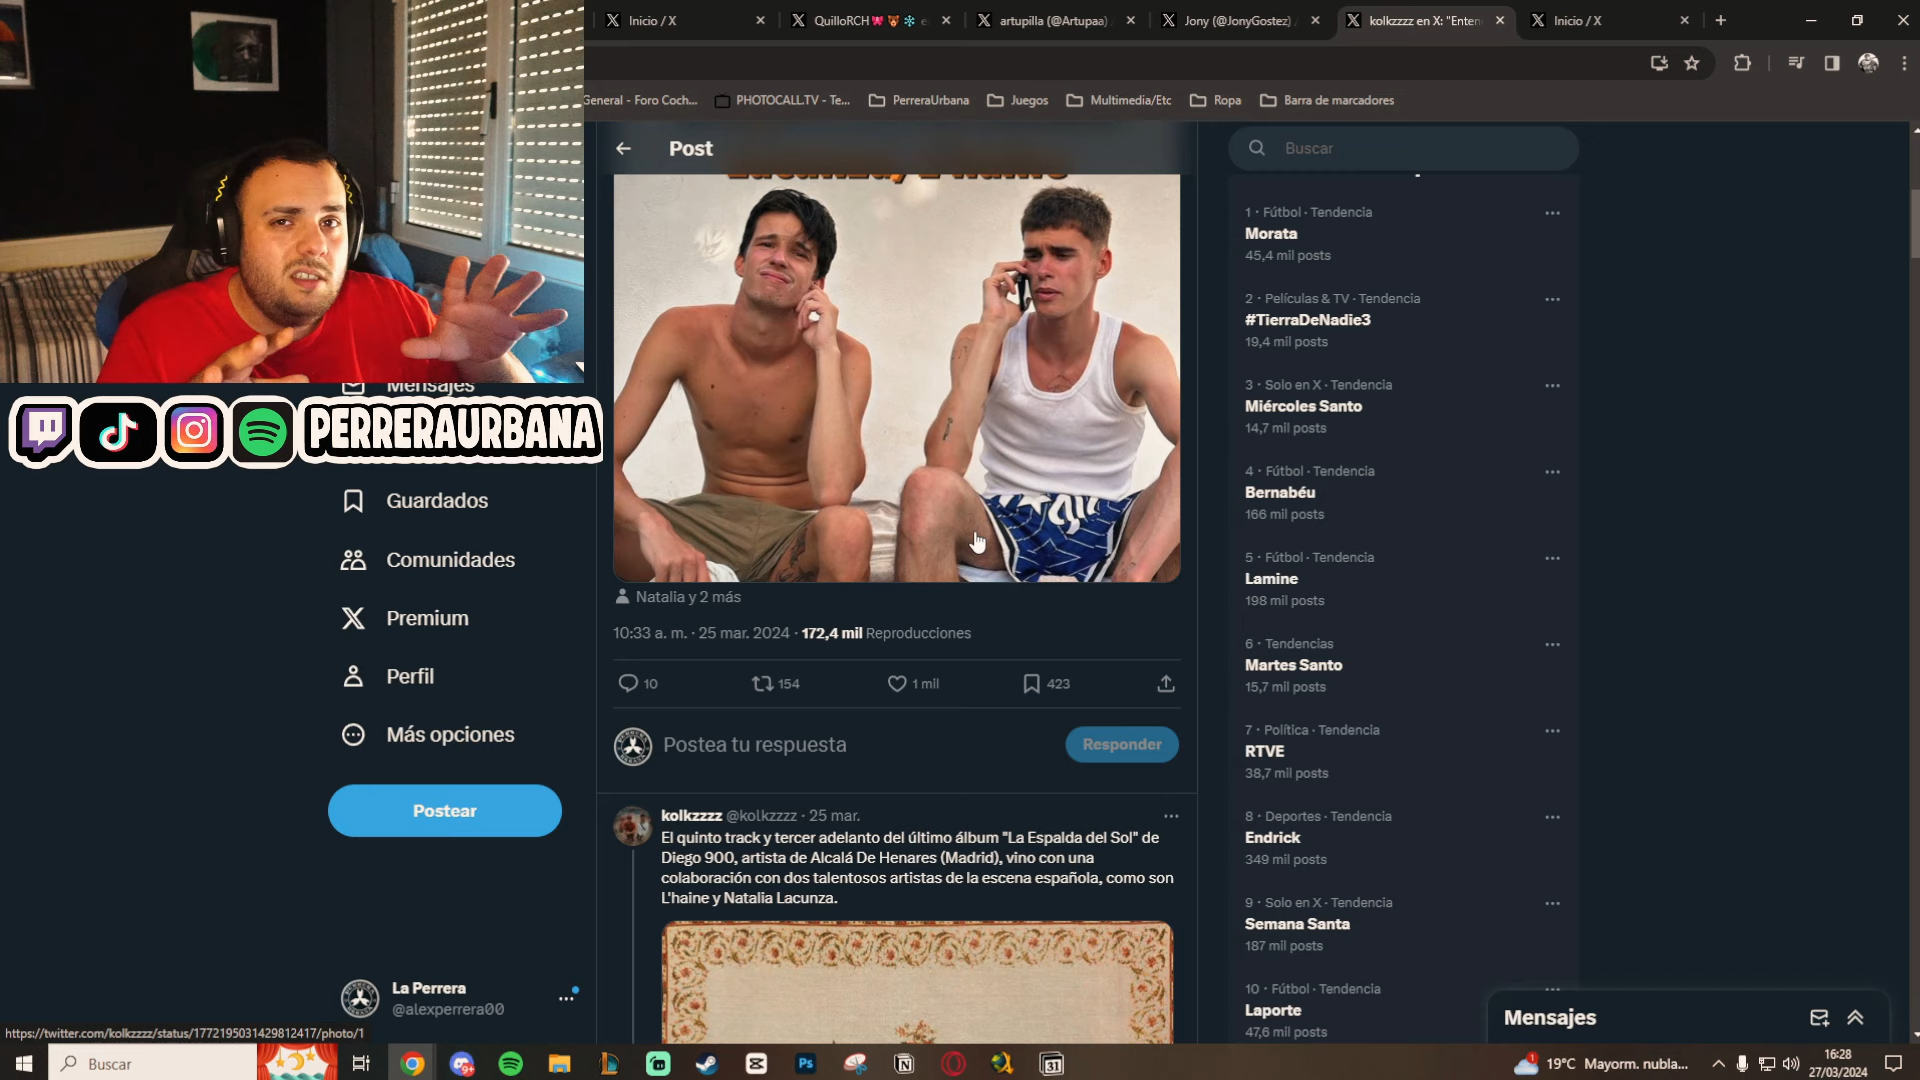 Inicio / X
QuilloRCH
artupilla (@Artupaa)
Jony (@JonyGostez)
kolkzzzz en X: "Enten
Inicio / X
General - Foro Coch...
PHOTOCALL.TV - Te...
PerreraUrbana
Juegos
Multimedia/Etc
Ropa
Barra de marcadores
Mensajes
PERRERAURBANA
Guardados
Comunidades
Premium
Perfil
Más opciones
Postear
La Perrera
@alexperrera00
https://twitter.com/kolkzzzz/status/1772195031429812417/photo/1
Post
Natalia y 2 más
10:33 a. m. · 25 mar. 2024 · 172,4 mil Reproducciones
10
154
1 mil
423
Postea tu respuesta
Responder
kolkzzzz @kolkzzzz · 25 mar.
El quinto track y tercer adelanto del último álbum "La Espalda del Sol" de
Diego 900, artista de Alcalá De Henares (Madrid), vino con una
colaboración con dos talentosos artistas de la escena española, como son
L'haine y Natalia Lacunza.
Buscar
1 · Fútbol · Tendencia
Morata
45,4 mil posts
2 · Películas & TV · Tendencia
#TierraDeNadie3
19,4 mil posts
3 · Solo en X · Tendencia
Miércoles Santo
14,7 mil posts
4 · Fútbol · Tendencia
Bernabéu
166 mil posts
5 · Fútbol · Tendencia
Lamine
198 mil posts
6 · Tendencias
Martes Santo
15,7 mil posts
7 · Política · Tendencia
RTVE
38,7 mil posts
8 · Deportes · Tendencia
Endrick
349 mil posts
9 · Solo en X · Tendencia
Semana Santa
187 mil posts
10 · Fútbol · Tendencia
Laporte
47,6 mil posts
Mensajes
Buscar
19°C Mayorm. nubla...
16:28
27/03/2024